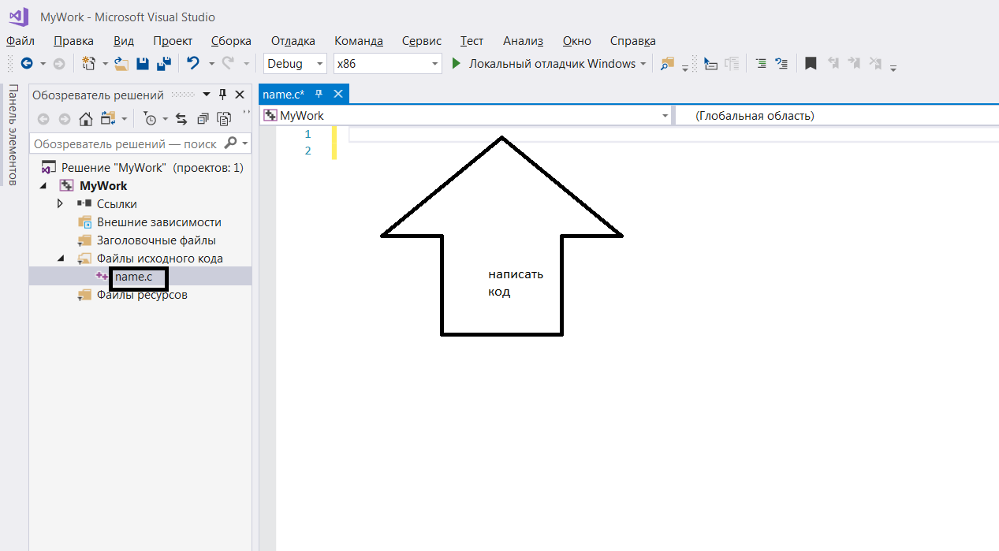 MyWork - Microsoft Visual Studio
Файл Правка Вид Проект Сборка Отладка Команда Сервис Тест Анализ Окно Справка
Debug x86 Локальный отладчик Windows
Панель элементов
Обозреватель решений
name.c*
MyWork
(Глобальная область)
Обозреватель решений — поиск
1
2
Решение "MyWork" (проектов: 1)
MyWork
Ссылки
Внешние зависимости
Заголовочные файлы
Файлы исходного кода
name.c
Файлы ресурсов
написать
код